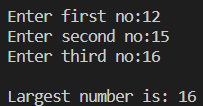 Enter first no:12
Enter second no:15
Enter third no:16
Largest number is: 16